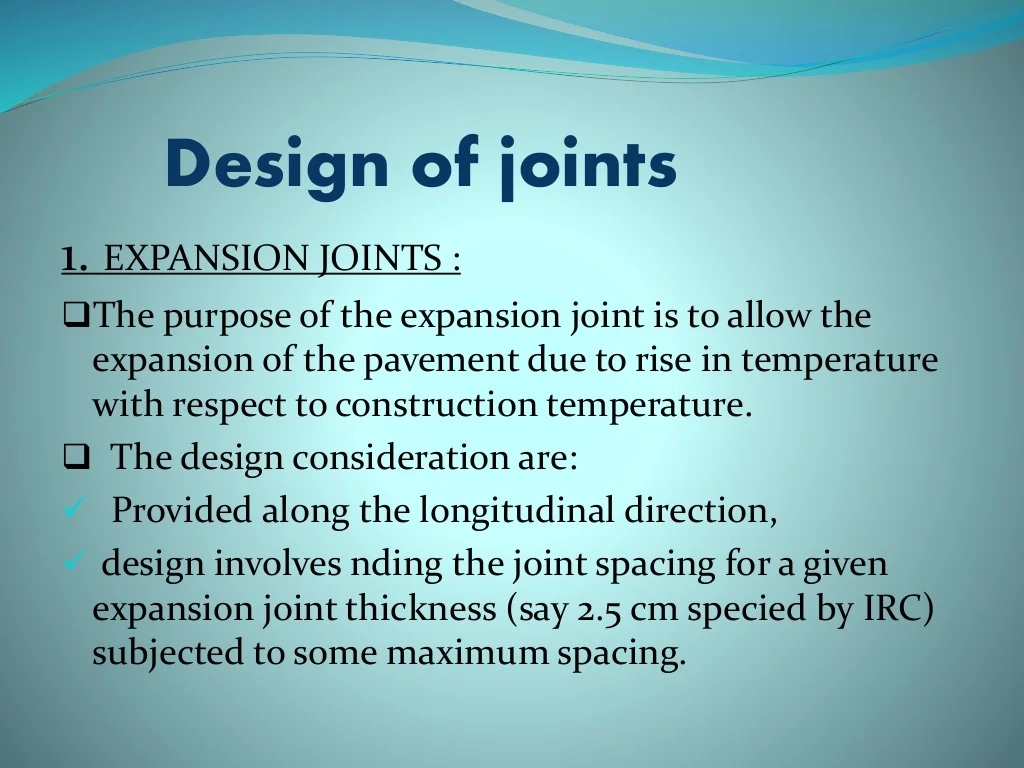 Design of joints
1. EXPANSION JOINTS :
❑The purpose of the expansion joint is to allow the
expansion of the pavement due to rise in temperature
with respect to construction temperature.
❑ The design consideration are:
✓ Provided along the longitudinal direction,
✓ design involves nding the joint spacing for a given
expansion joint thickness (say 2.5 cm specied by IRC)
subjected to some maximum spacing.